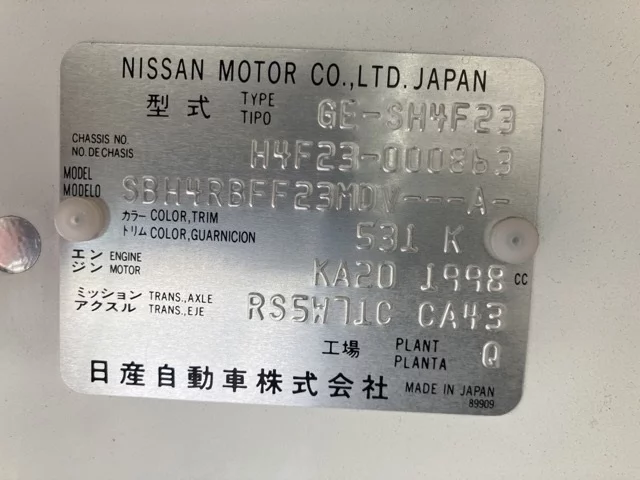 NISSAN MOTOR CO.,LTD. JAPAN
型式 TYPE TIPO GE-SH4F23
CHASSIS NO. NO. DE CHASIS H4F23-000863
MODEL MODELO SBH4RBFF23MDV---A-
カラー COLOR, TRIM トリム COLOR, GUARNICION 531 K
エンジン ENGINE MOTOR KA20 1998 CC
ミッション TRANS., AXLE アクスル TRANS., EJE RS5W71C CA43
工場 PLANT PLANTA Q
日産自動車株式会社 MADE IN JAPAN
89909